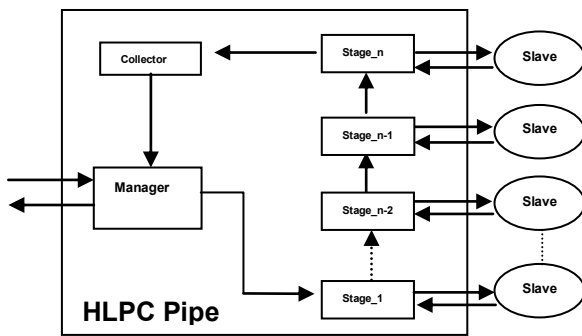 Stage_n
Slave
Collector
Stage_n-1
Slave
Manager
Stage_n-2
Slave
Stage_1
Slave
HLPC Pipe